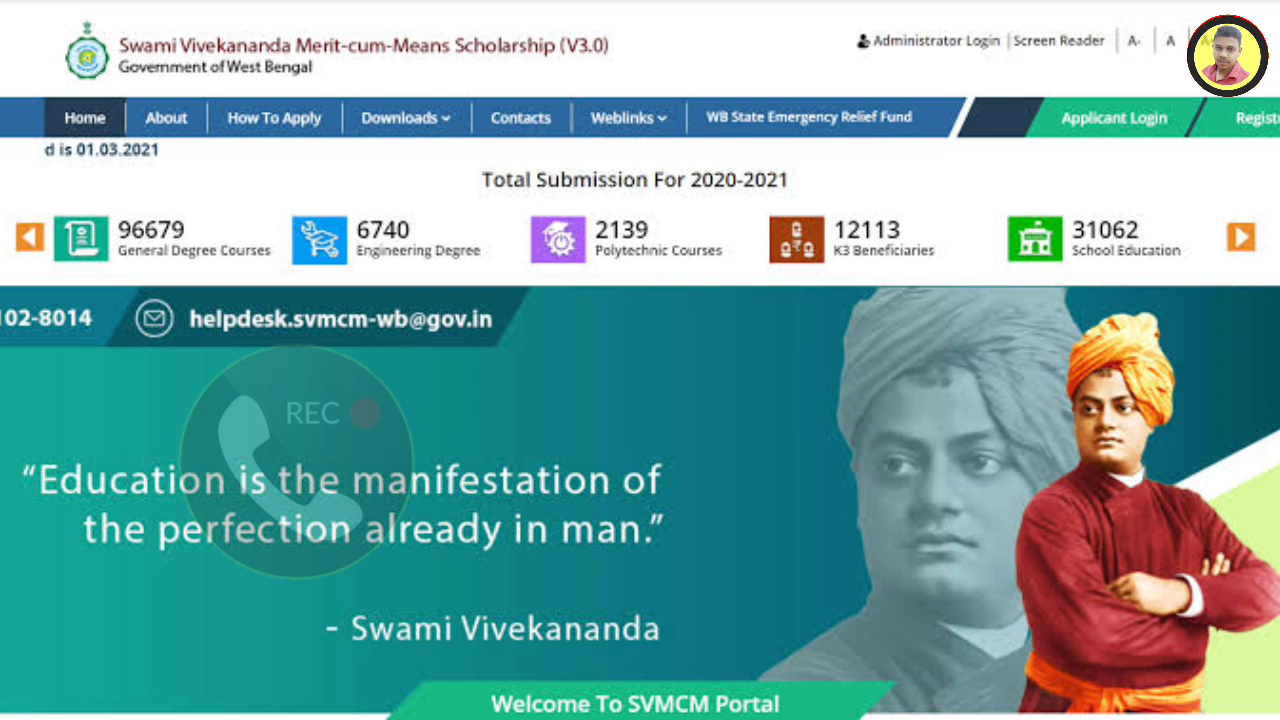 Swami Vivekananda Merit-cum-Means Scholarship (V3.0)
Government of West Bengal
Administrator Login | Screen Reader A- A
Home About How To Apply Downloads Contacts Weblinks WB State Emergency Relief Fund Applicant Login Regist
d is 01.03.2021
Total Submission For 2020-2021
96679 6740 2139 12113 31062
General Degree Courses Engineering Degree Polytechnic Courses K3 Beneficiaries School Education
102-8014 helpdesk.svmcm-wb@gov.in
REC
“Education is the manifestation of
the perfection already in man.”
- Swami Vivekananda
Welcome To SVMCM Portal